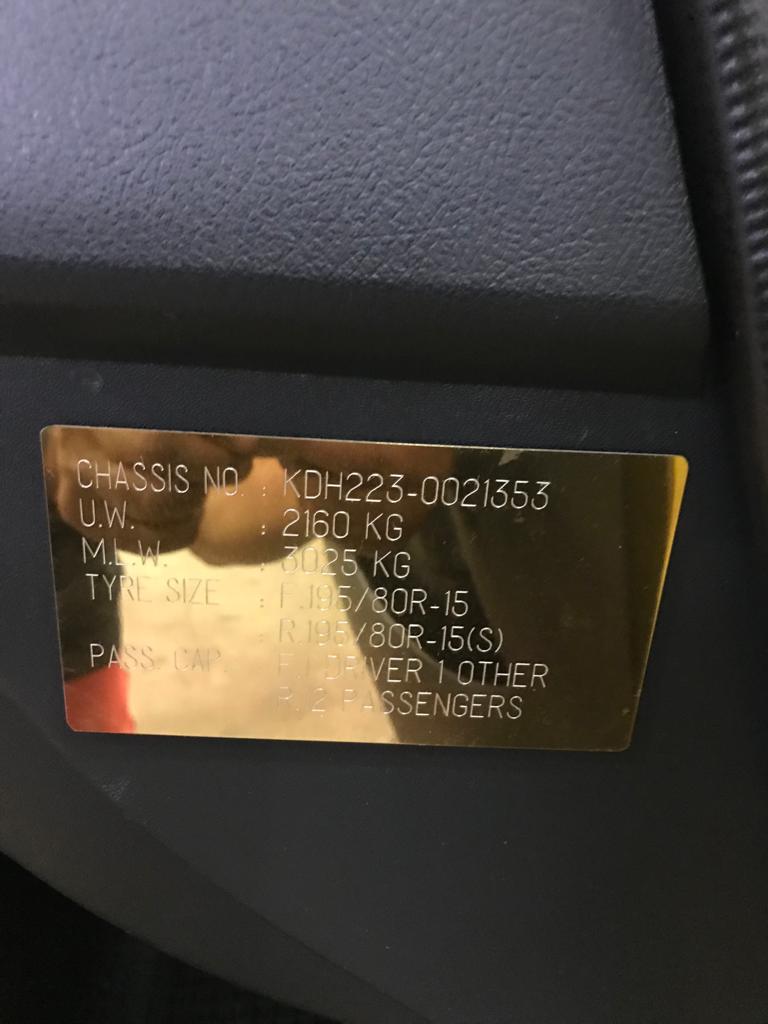 CHASSIS NO. : KDH223-0021353
U.W. : 2160 KG
M.L.W. : 3025 KG
TYRE SIZE : F.195/80R-15
: R.195/80R-15(S)
PASS. CAP. F.1 DRIVER 1 OTHER
R.12 PASSENGERS